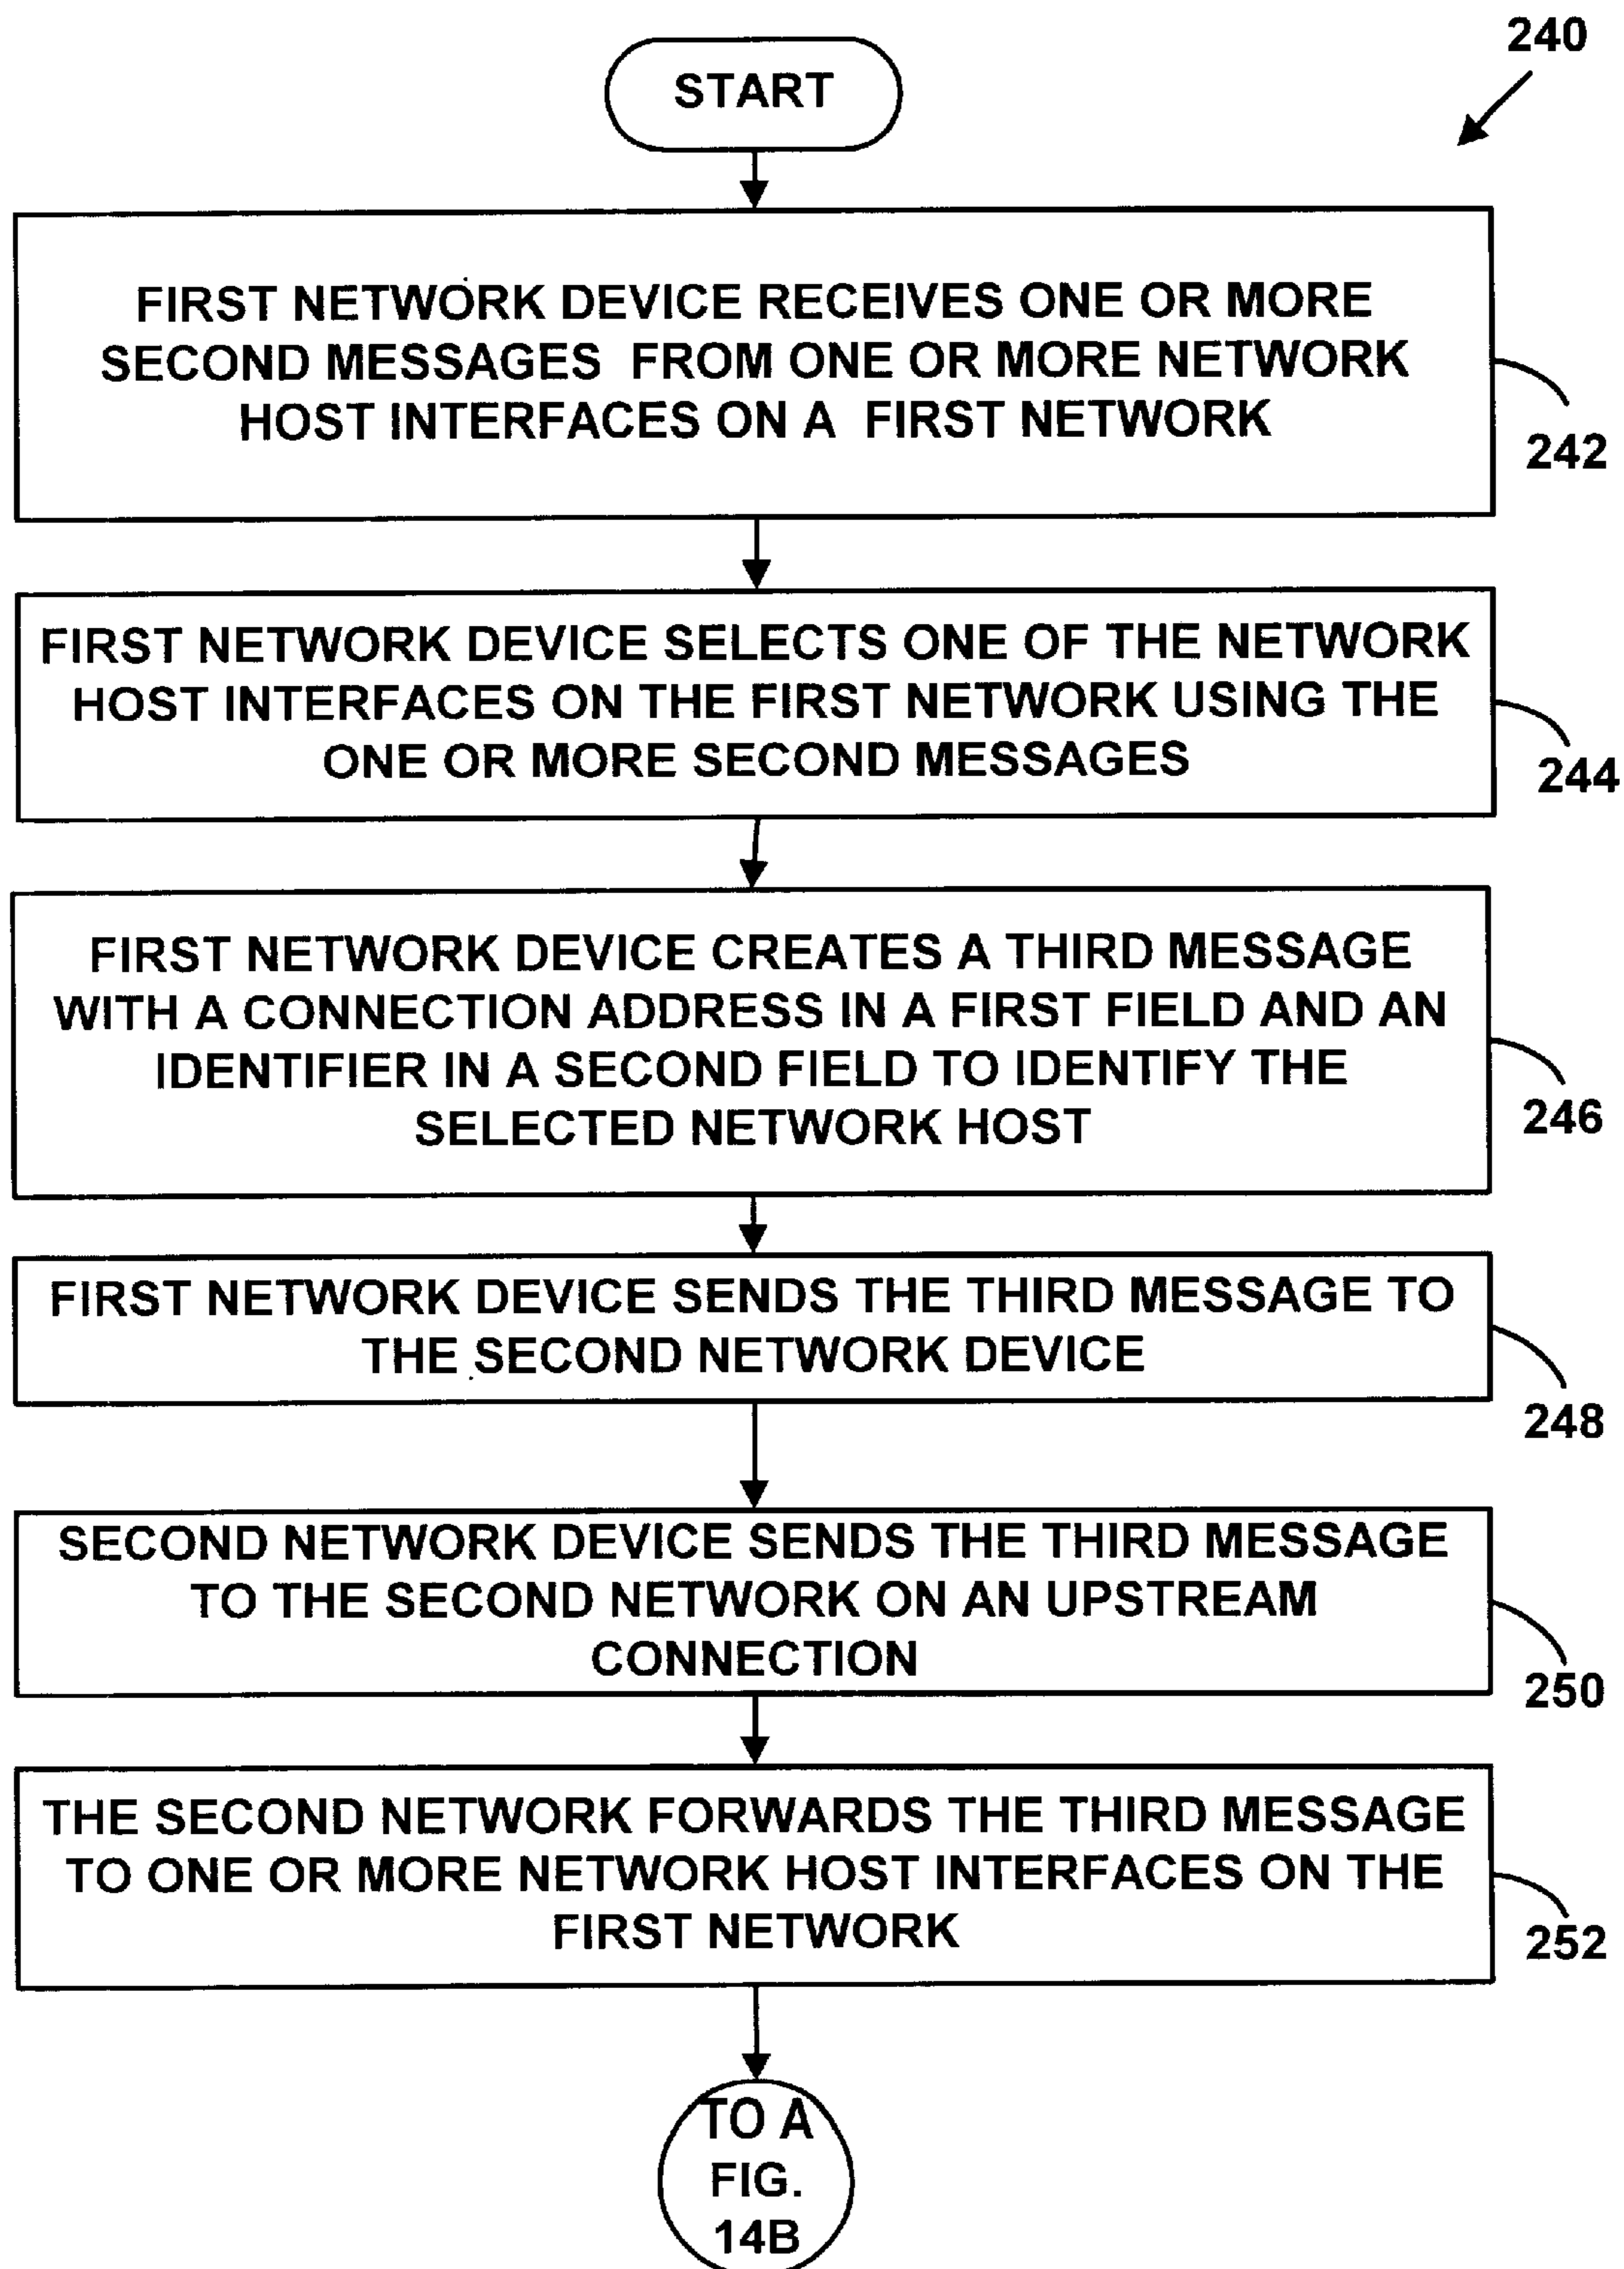 240
START
FIRST NETWORK DEVICE RECEIVES ONE OR MORE
SECOND MESSAGES FROM ONE OR MORE NETWORK
HOST INTERFACES ON A FIRST NETWORK
242
FIRST NETWORK DEVICE SELECTS ONE OF THE NETWORK
HOST INTERFACES ON THE FIRST NETWORK USING THE
ONE OR MORE SECOND MESSAGES
244
FIRST NETWORK DEVICE CREATES A THIRD MESSAGE
WITH A CONNECTION ADDRESS IN A FIRST FIELD AND AN
IDENTIFIER IN A SECOND FIELD TO IDENTIFY THE
SELECTED NETWORK HOST
246
FIRST NETWORK DEVICE SENDS THE THIRD MESSAGE TO
THE SECOND NETWORK DEVICE
248
SECOND NETWORK DEVICE SENDS THE THIRD MESSAGE
TO THE SECOND NETWORK ON AN UPSTREAM
CONNECTION
250
THE SECOND NETWORK FORWARDS THE THIRD MESSAGE
TO ONE OR MORE NETWORK HOST INTERFACES ON THE
FIRST NETWORK
252
TO A
FIG.
14B